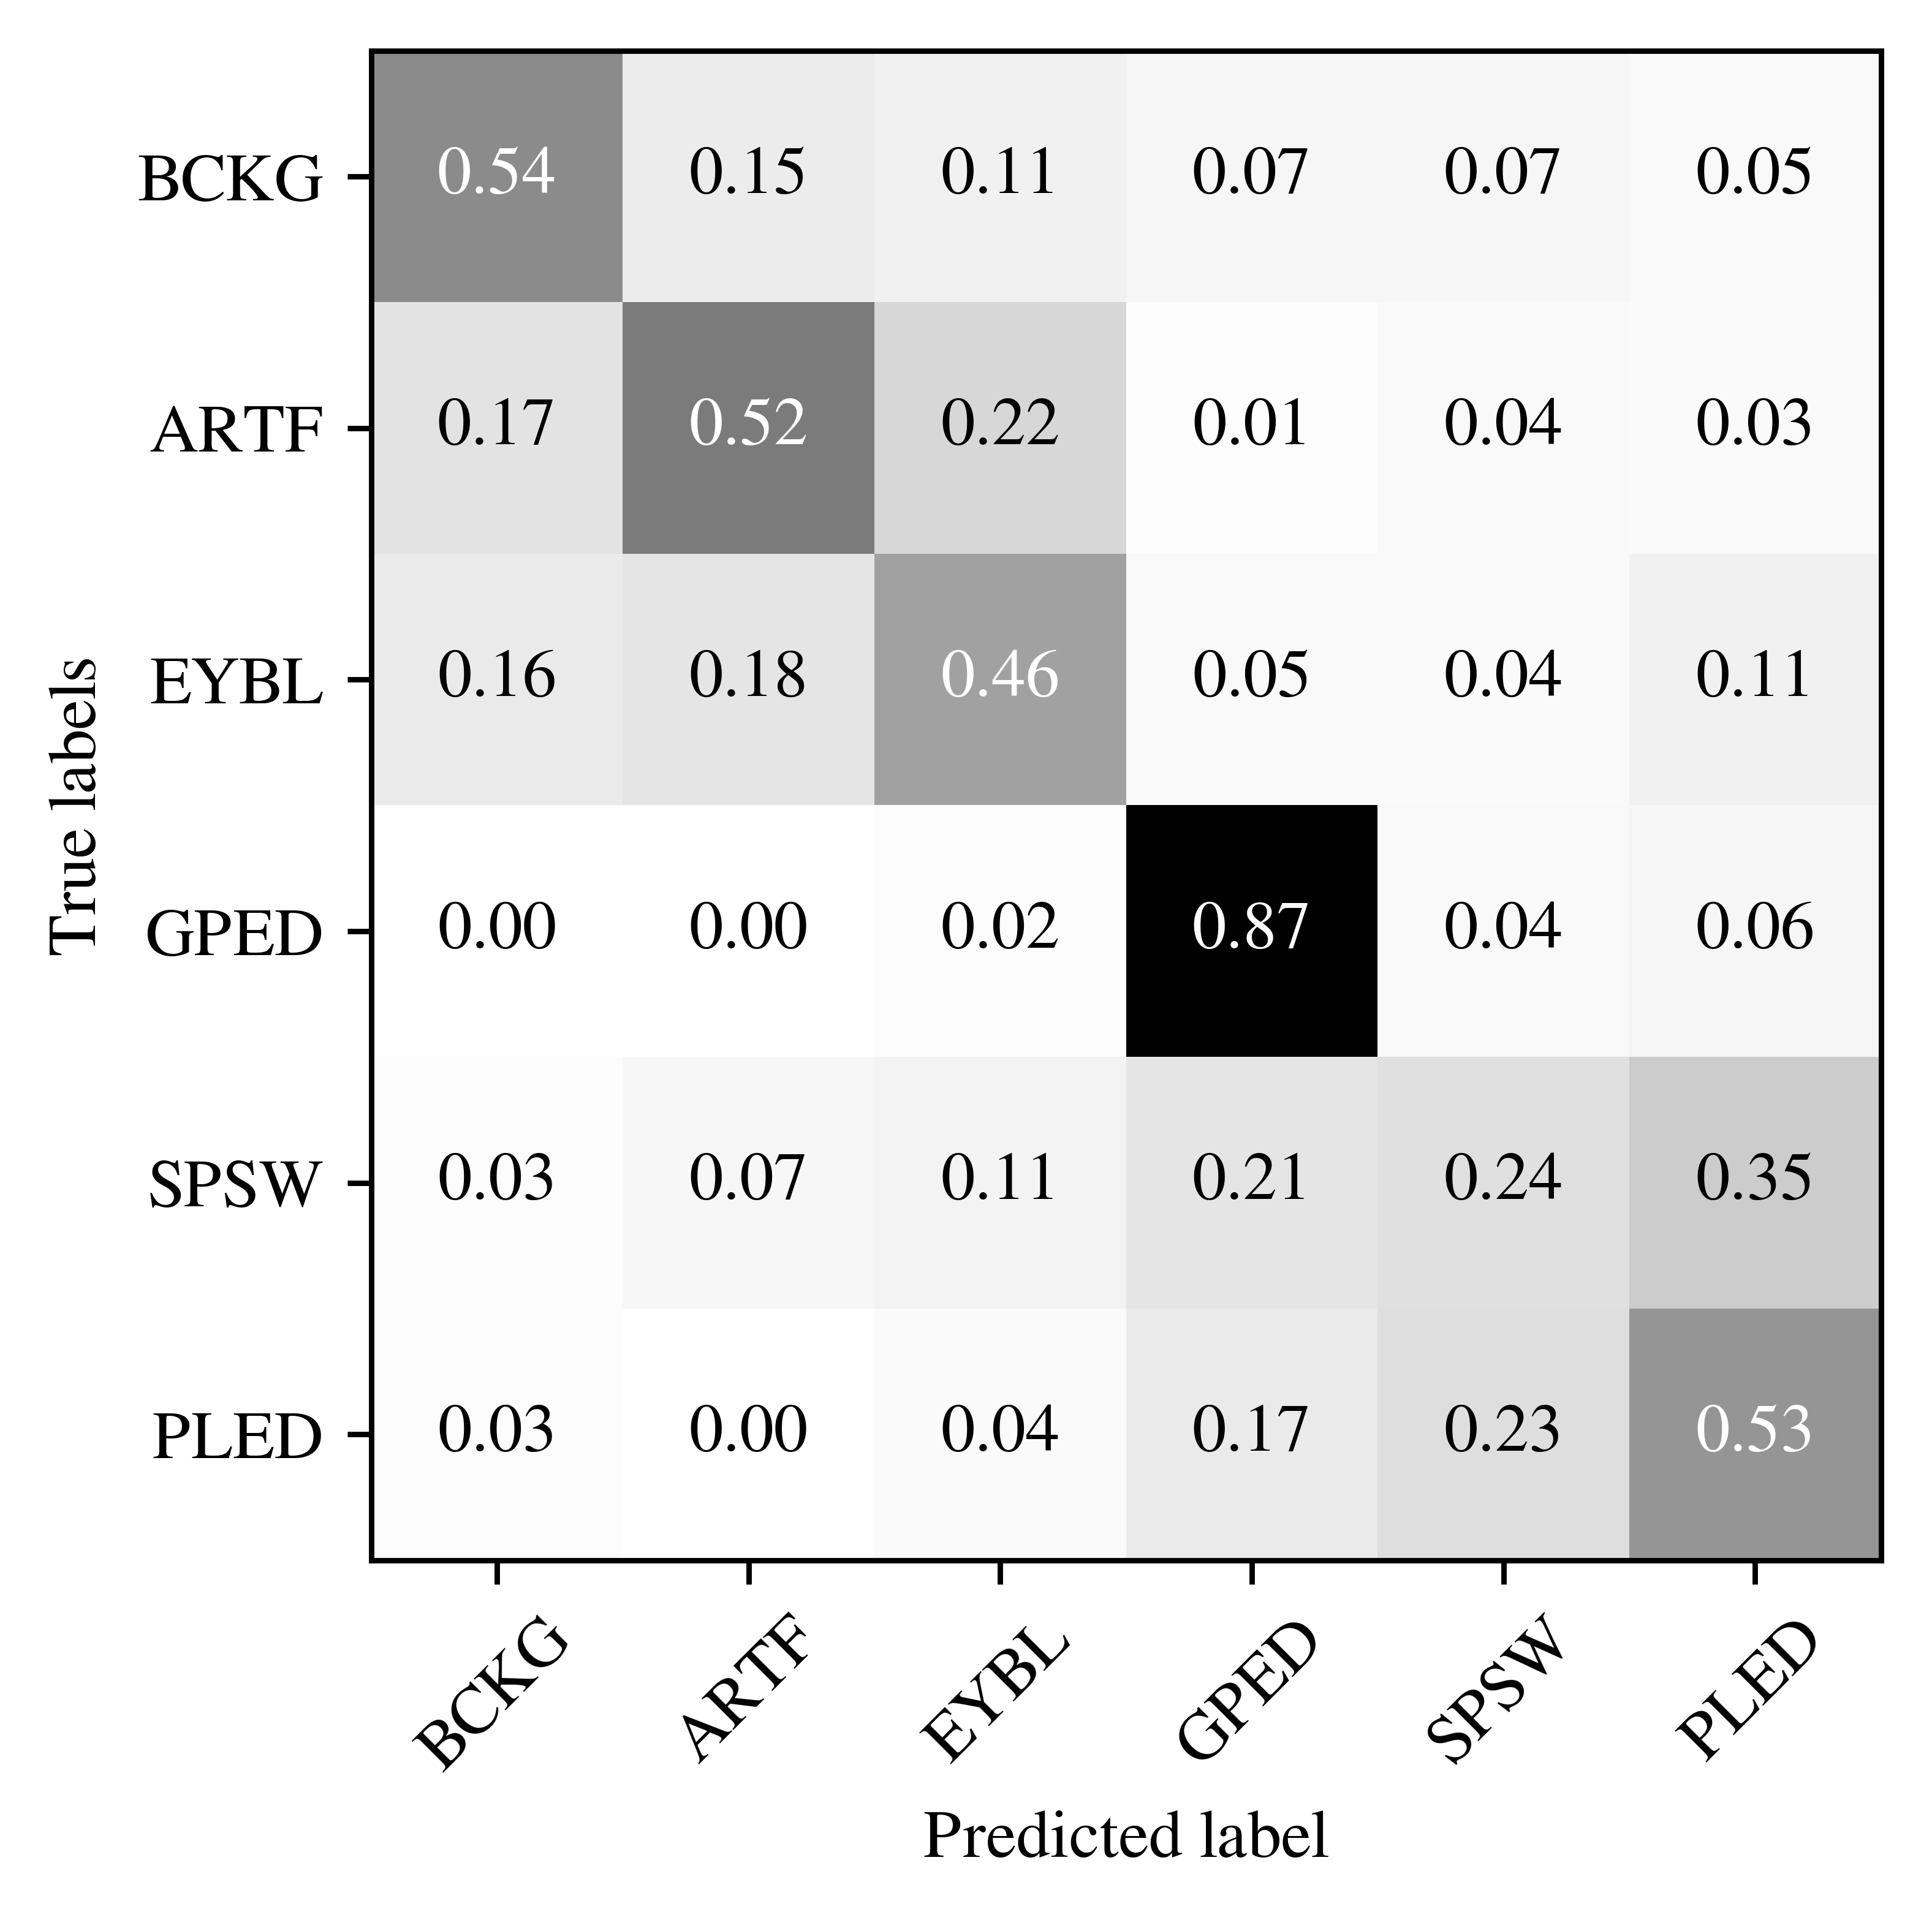 True labels
BCKG 0.54 0.15 0.11 0.07 0.07 0.05
ARTF 0.17 0.52 0.22 0.01 0.04 0.03
EYBL 0.16 0.18 0.46 0.05 0.04 0.11
GPED 0.00 0.00 0.02 0.87 0.04 0.06
SPSW 0.03 0.07 0.11 0.21 0.24 0.35
PLED 0.03 0.00 0.04 0.17 0.23 0.53
BCKG ARTF EYBL GPED SPSW PLED
Predicted label